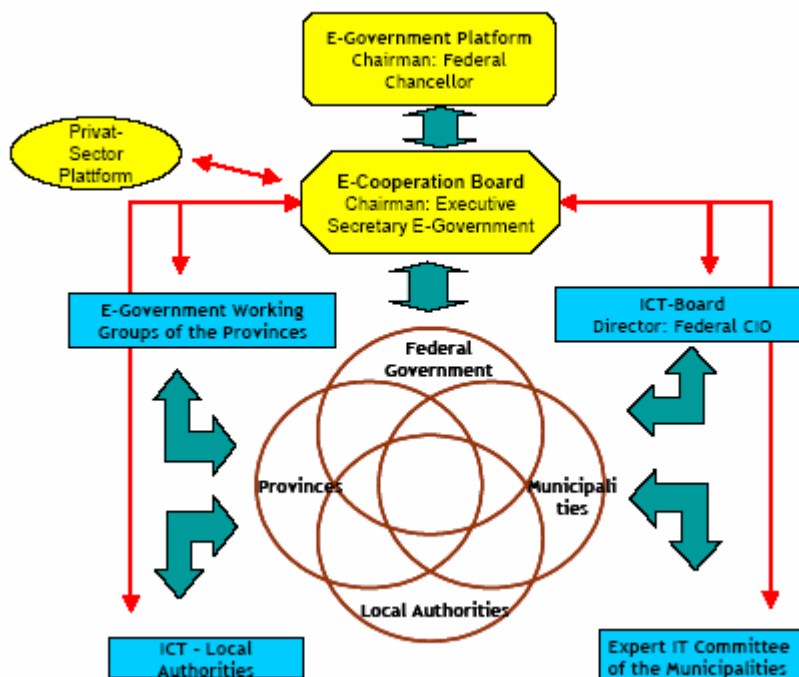 E-Government Platform
Chairman: Federal
Chancellor
Privat-
Sector
Plattform
E-Cooperation Board
Chairman: Executive
Secretary E-Government
E-Government Working
Groups of the Provinces
ICT-Board
Director: Federal CIO
Federal
Government
Provinces
Municipali
ties
Local Authorities
ICT - Local
Authorities
Expert IT Committee
of the Municipalities